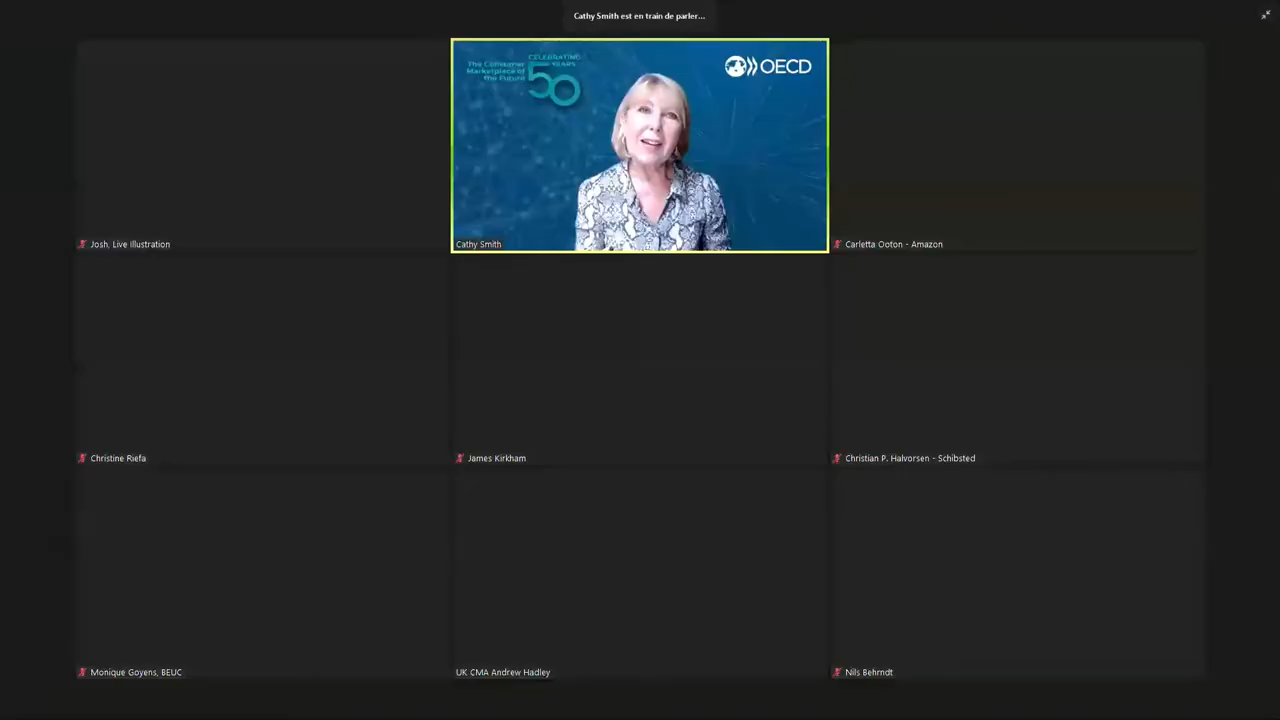 Cathy Smith est en train de parler...
The Consumer
Marketplace of
the Future
CELEBRATING
50 YEARS
OECD
Josh, Live Illustration
Cathy Smith
Carletta Ooton - Amazon
Christine Riefa
James Kirkham
Christian P. Halvorsen - Schibsted
Monique Goyens, BEUC
UK CMA Andrew Hadley
Nils Behrndt